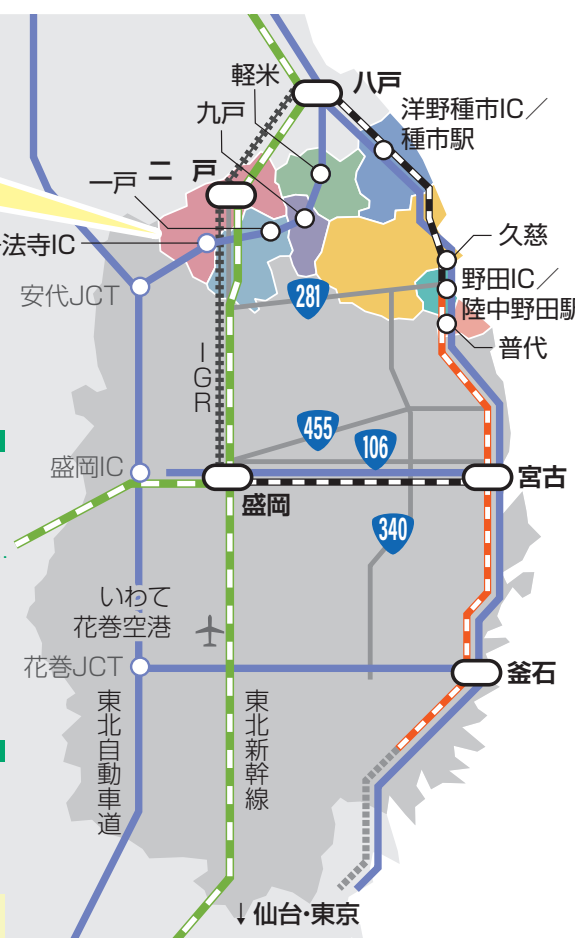 軽米
八戸
九戸
洋野種市IC／
種市駅
二戸
一戸
法寺IC
久慈
安代JCT
野田IC／
陸中野田駅
281
普代
IGR
455
106
盛岡IC
宮古
盛岡
340
いわて
花巻空港
花巻JCT
釜石
東北自動車道
東北新幹線
↓仙台・東京